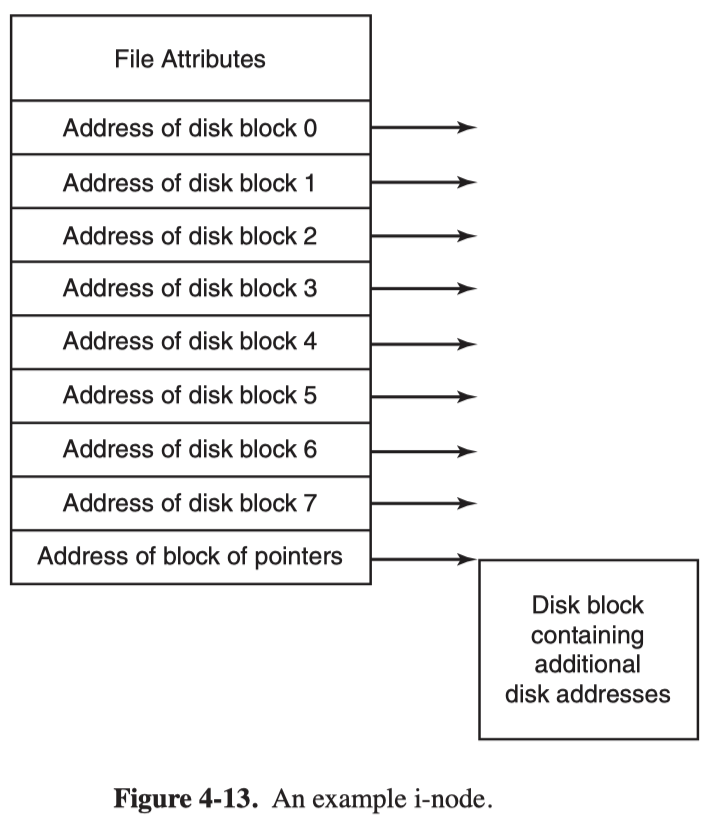 File Attributes
Address of disk block 0
Address of disk block 1
Address of disk block 2
Address of disk block 3
Address of disk block 4
Address of disk block 5
Address of disk block 6
Address of disk block 7
Address of block of pointers
Disk block
containing
additional
disk addresses
Figure 4-13. An example i-node.